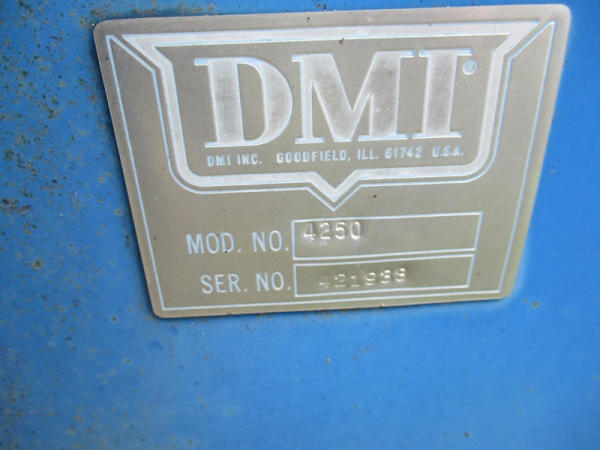 DMI®
DMI INC. GOODFIELD, ILL. 61742 U.S.A.
MOD. NO. 4250
SER. NO. 421938